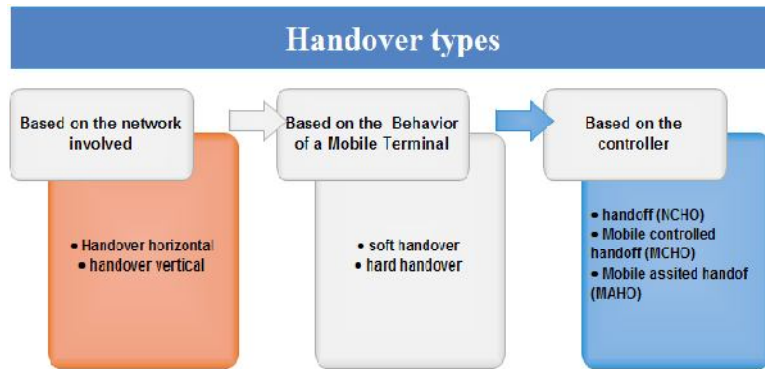 Handover types
Based on the network
involved
• Handover horizontal
• handover vertical
Based on the Behavior
of a Mobile Terminal
• soft handover
• hard handover
Based on the
controller
• handoff (NCHO)
• Mobile controlled
handoff (MCHO)
• Mobile assited handof
(MAHO)